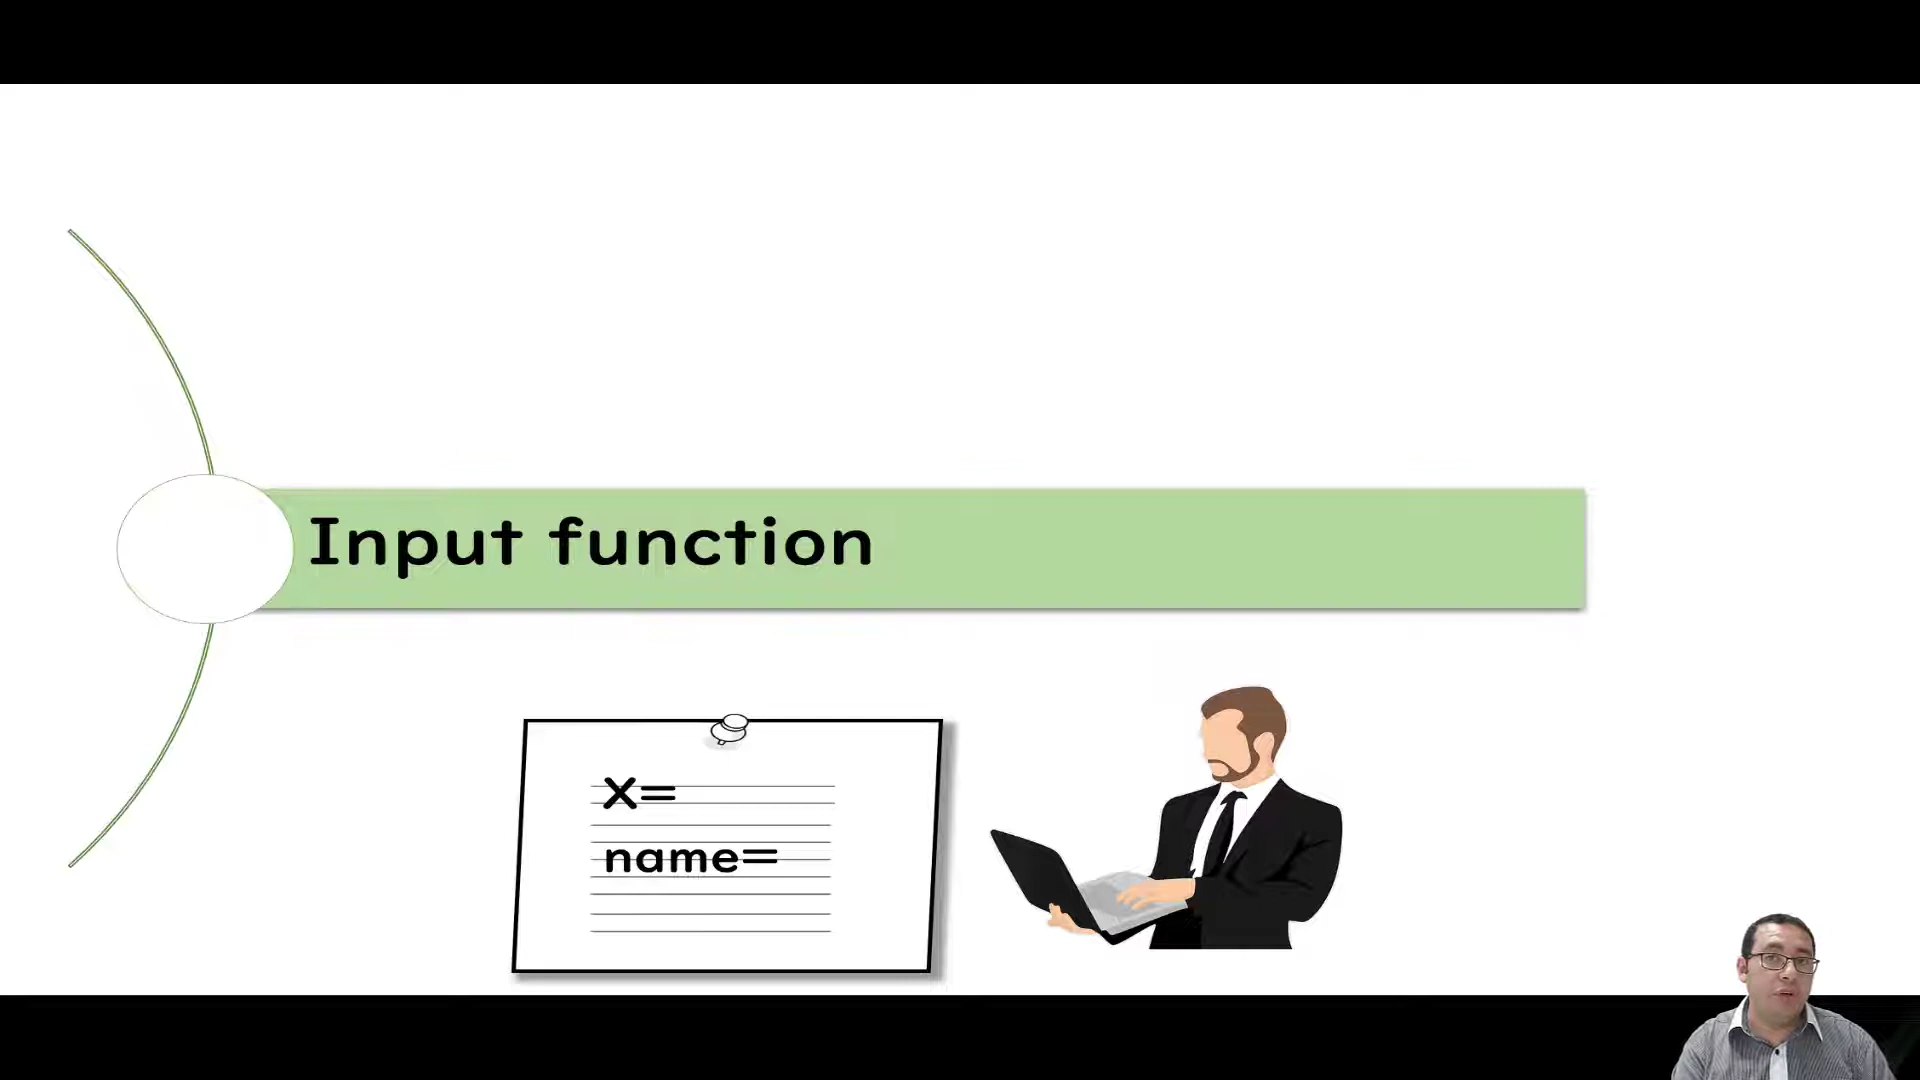 Input function
X=
name=